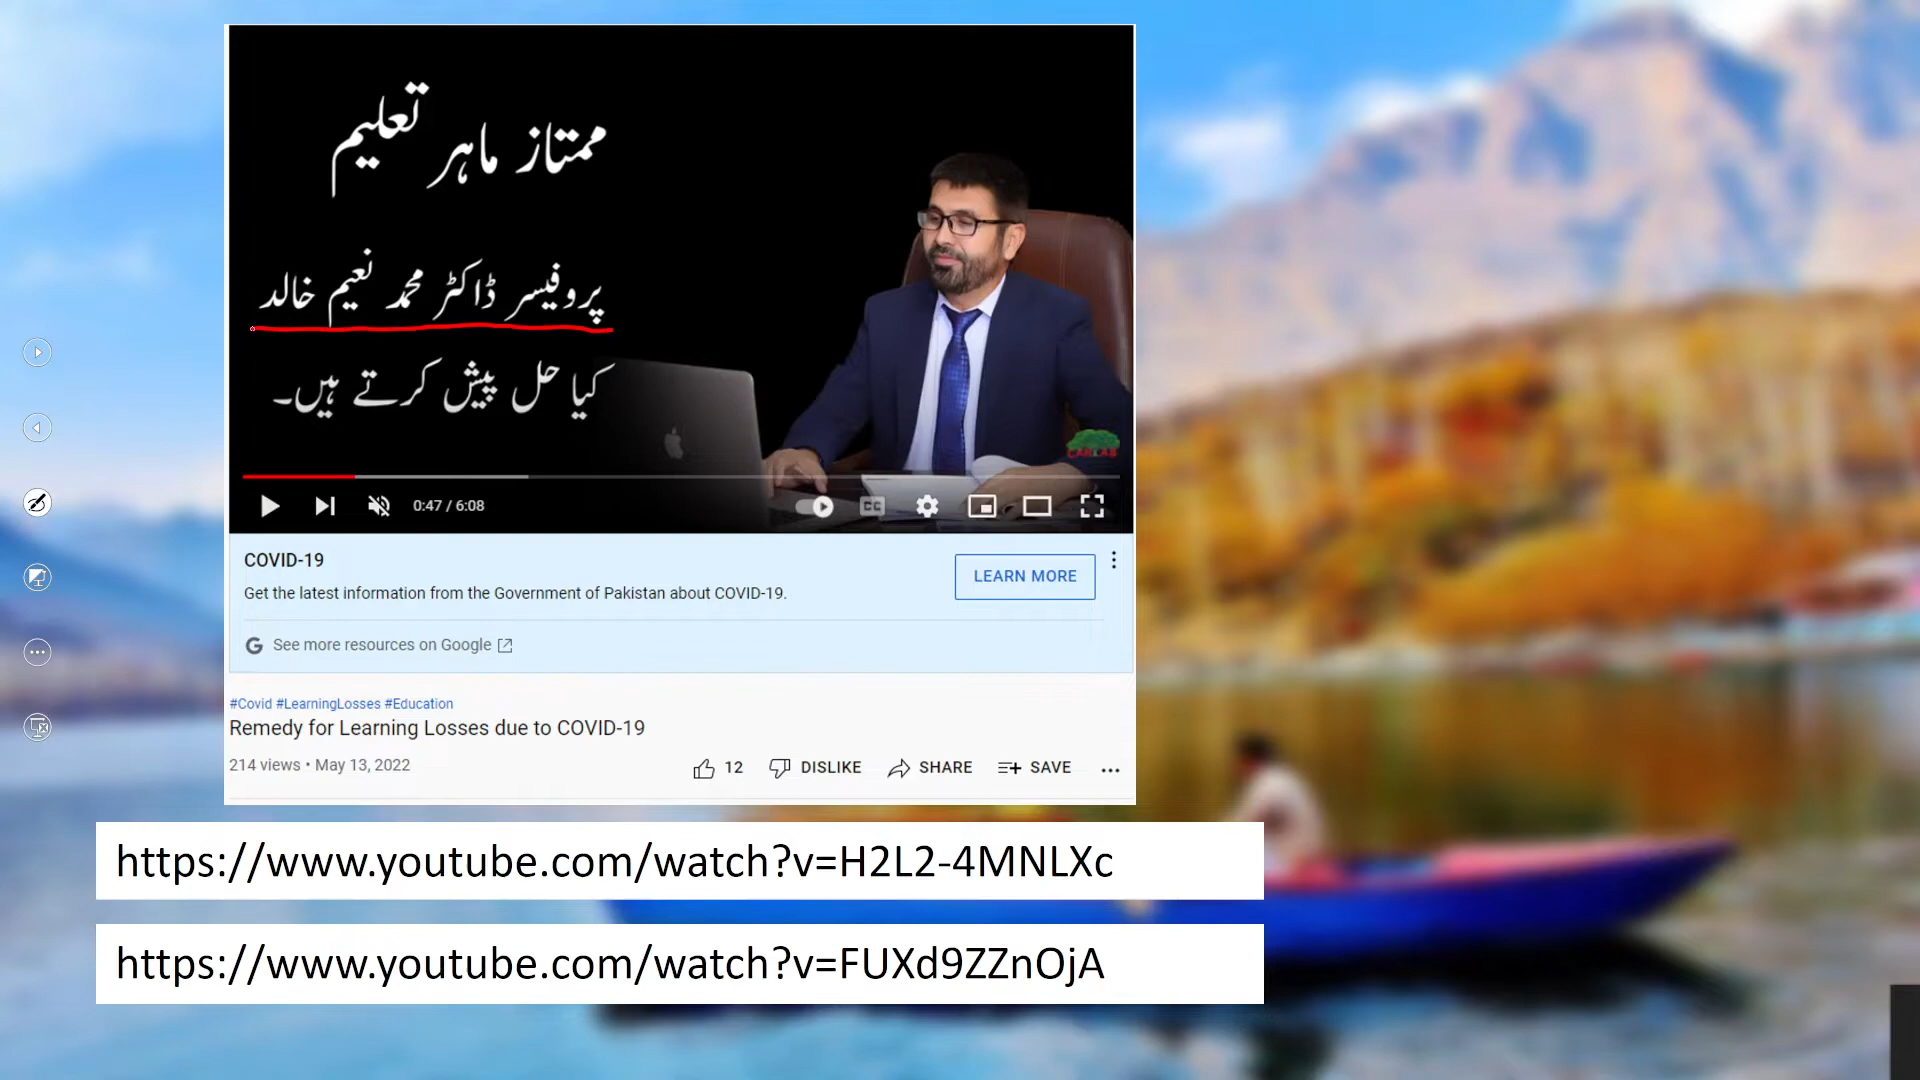 ممتاز ماہر تعلیم
پروفیسر ڈاکٹر محمد نعیم خالد
کیا حل پیش کرتے ہیں۔
CARLAS
0:47 / 6:08
CC
COVID-19
Get the latest information from the Government of Pakistan about COVID-19.
LEARN MORE
See more resources on Google
#Covid #LearningLosses #Education
Remedy for Learning Losses due to COVID-19
214 views • May 13, 2022
12 DISLIKE SHARE SAVE
https://www.youtube.com/watch?v=H2L2-4MNLXc
https://www.youtube.com/watch?v=FUXd9ZZnOjA